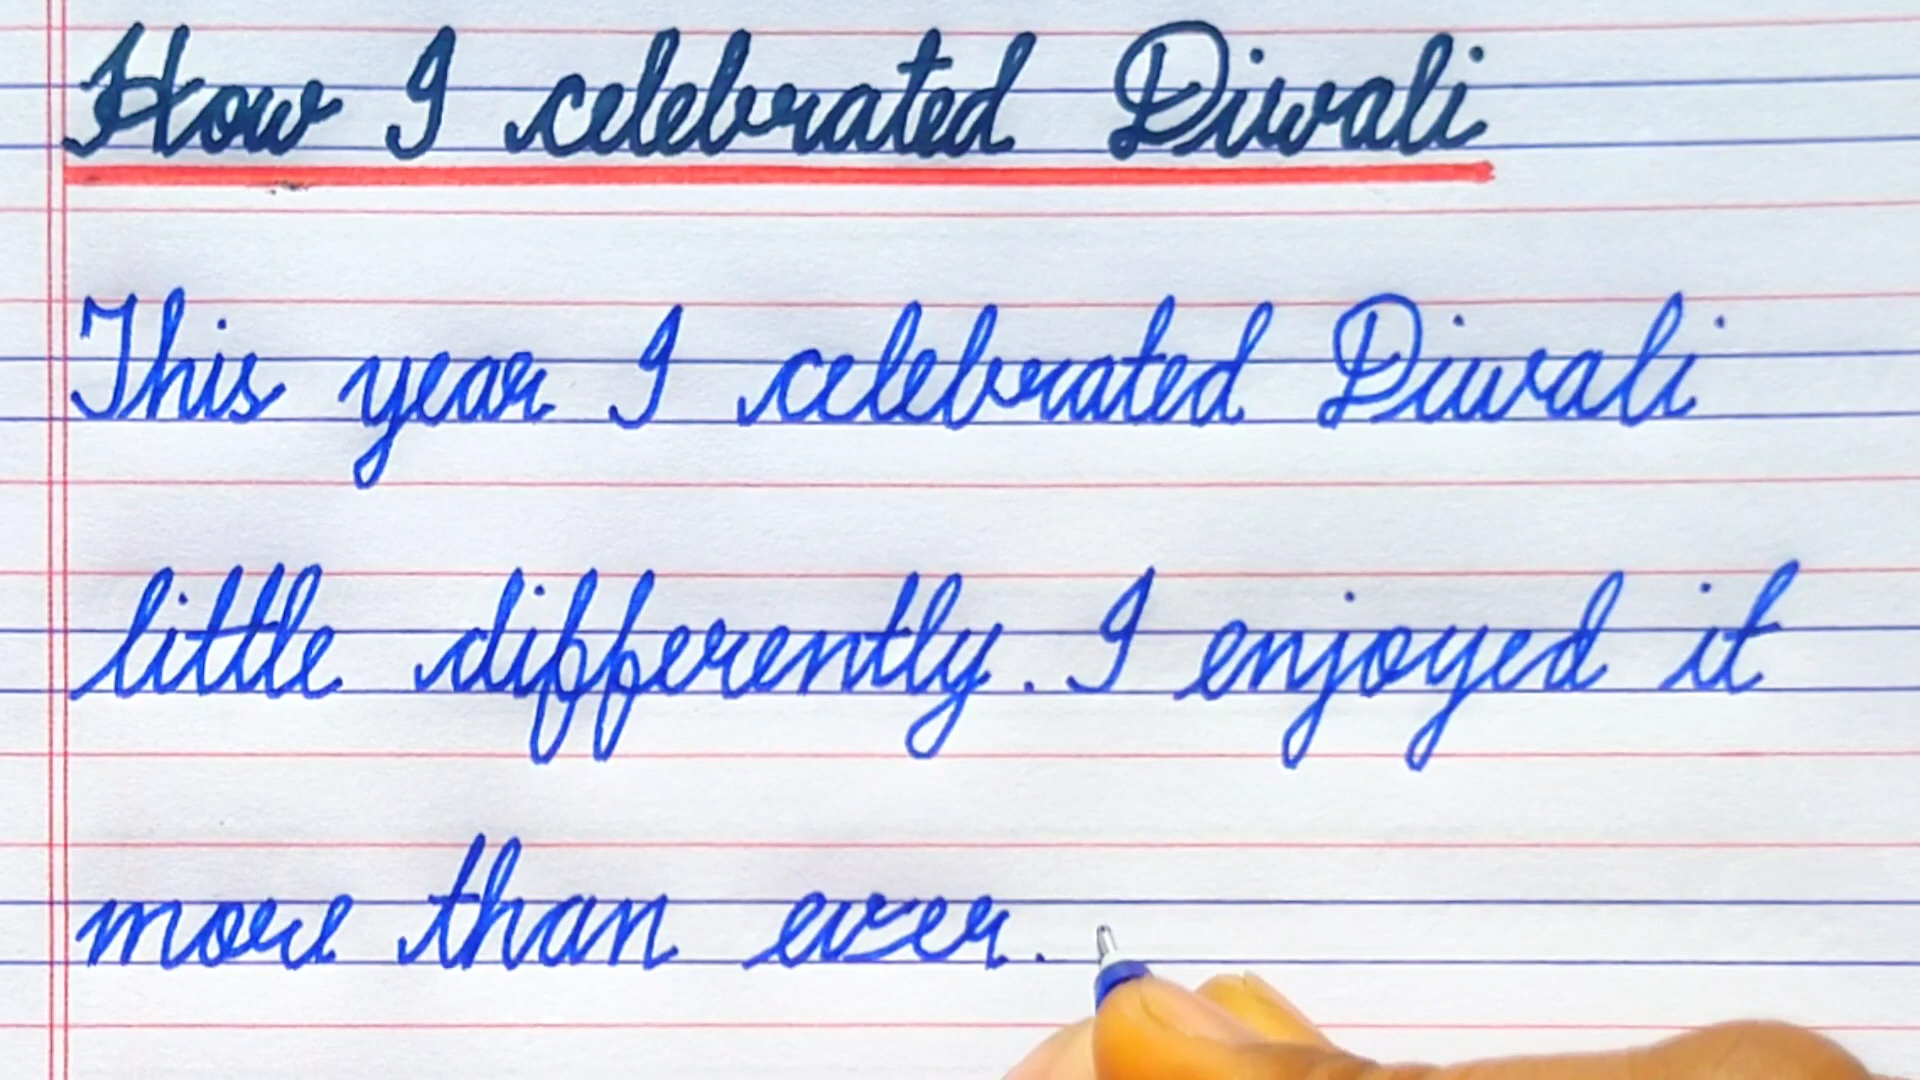 How I celebrated Diwali
This year I celebrated Diwali
little differently. I enjoyed it
more than ever.